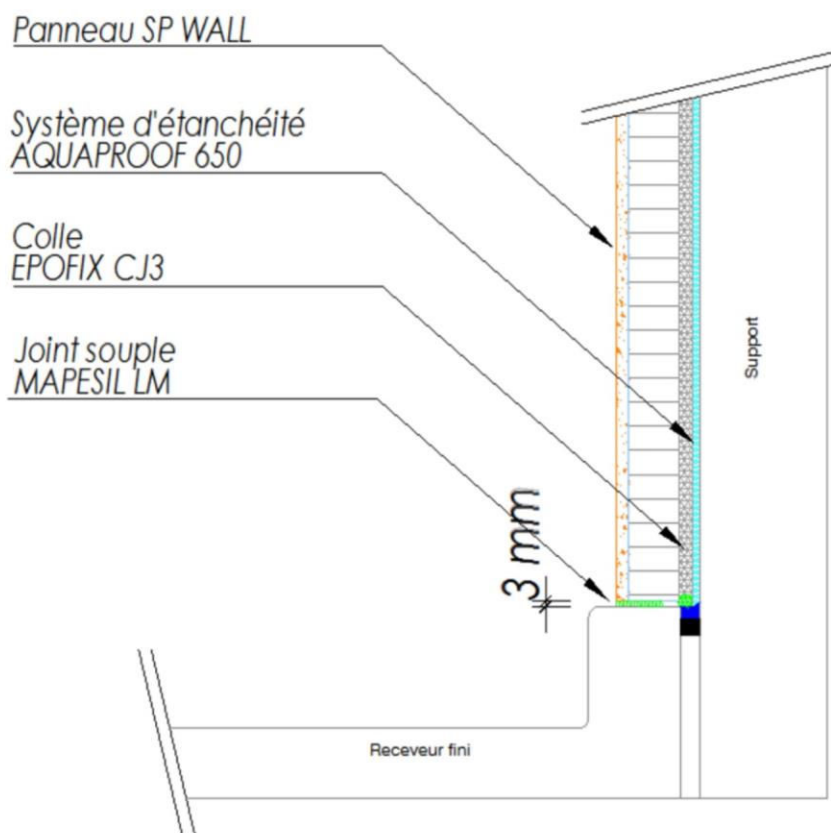 Panneau SP WALL
Système d'étanchéité
AQUAPROOF 650
Colle
EPOFIX CJ3
Joint souple
MAPESIL LM
Support
3 mm
Receveur fini